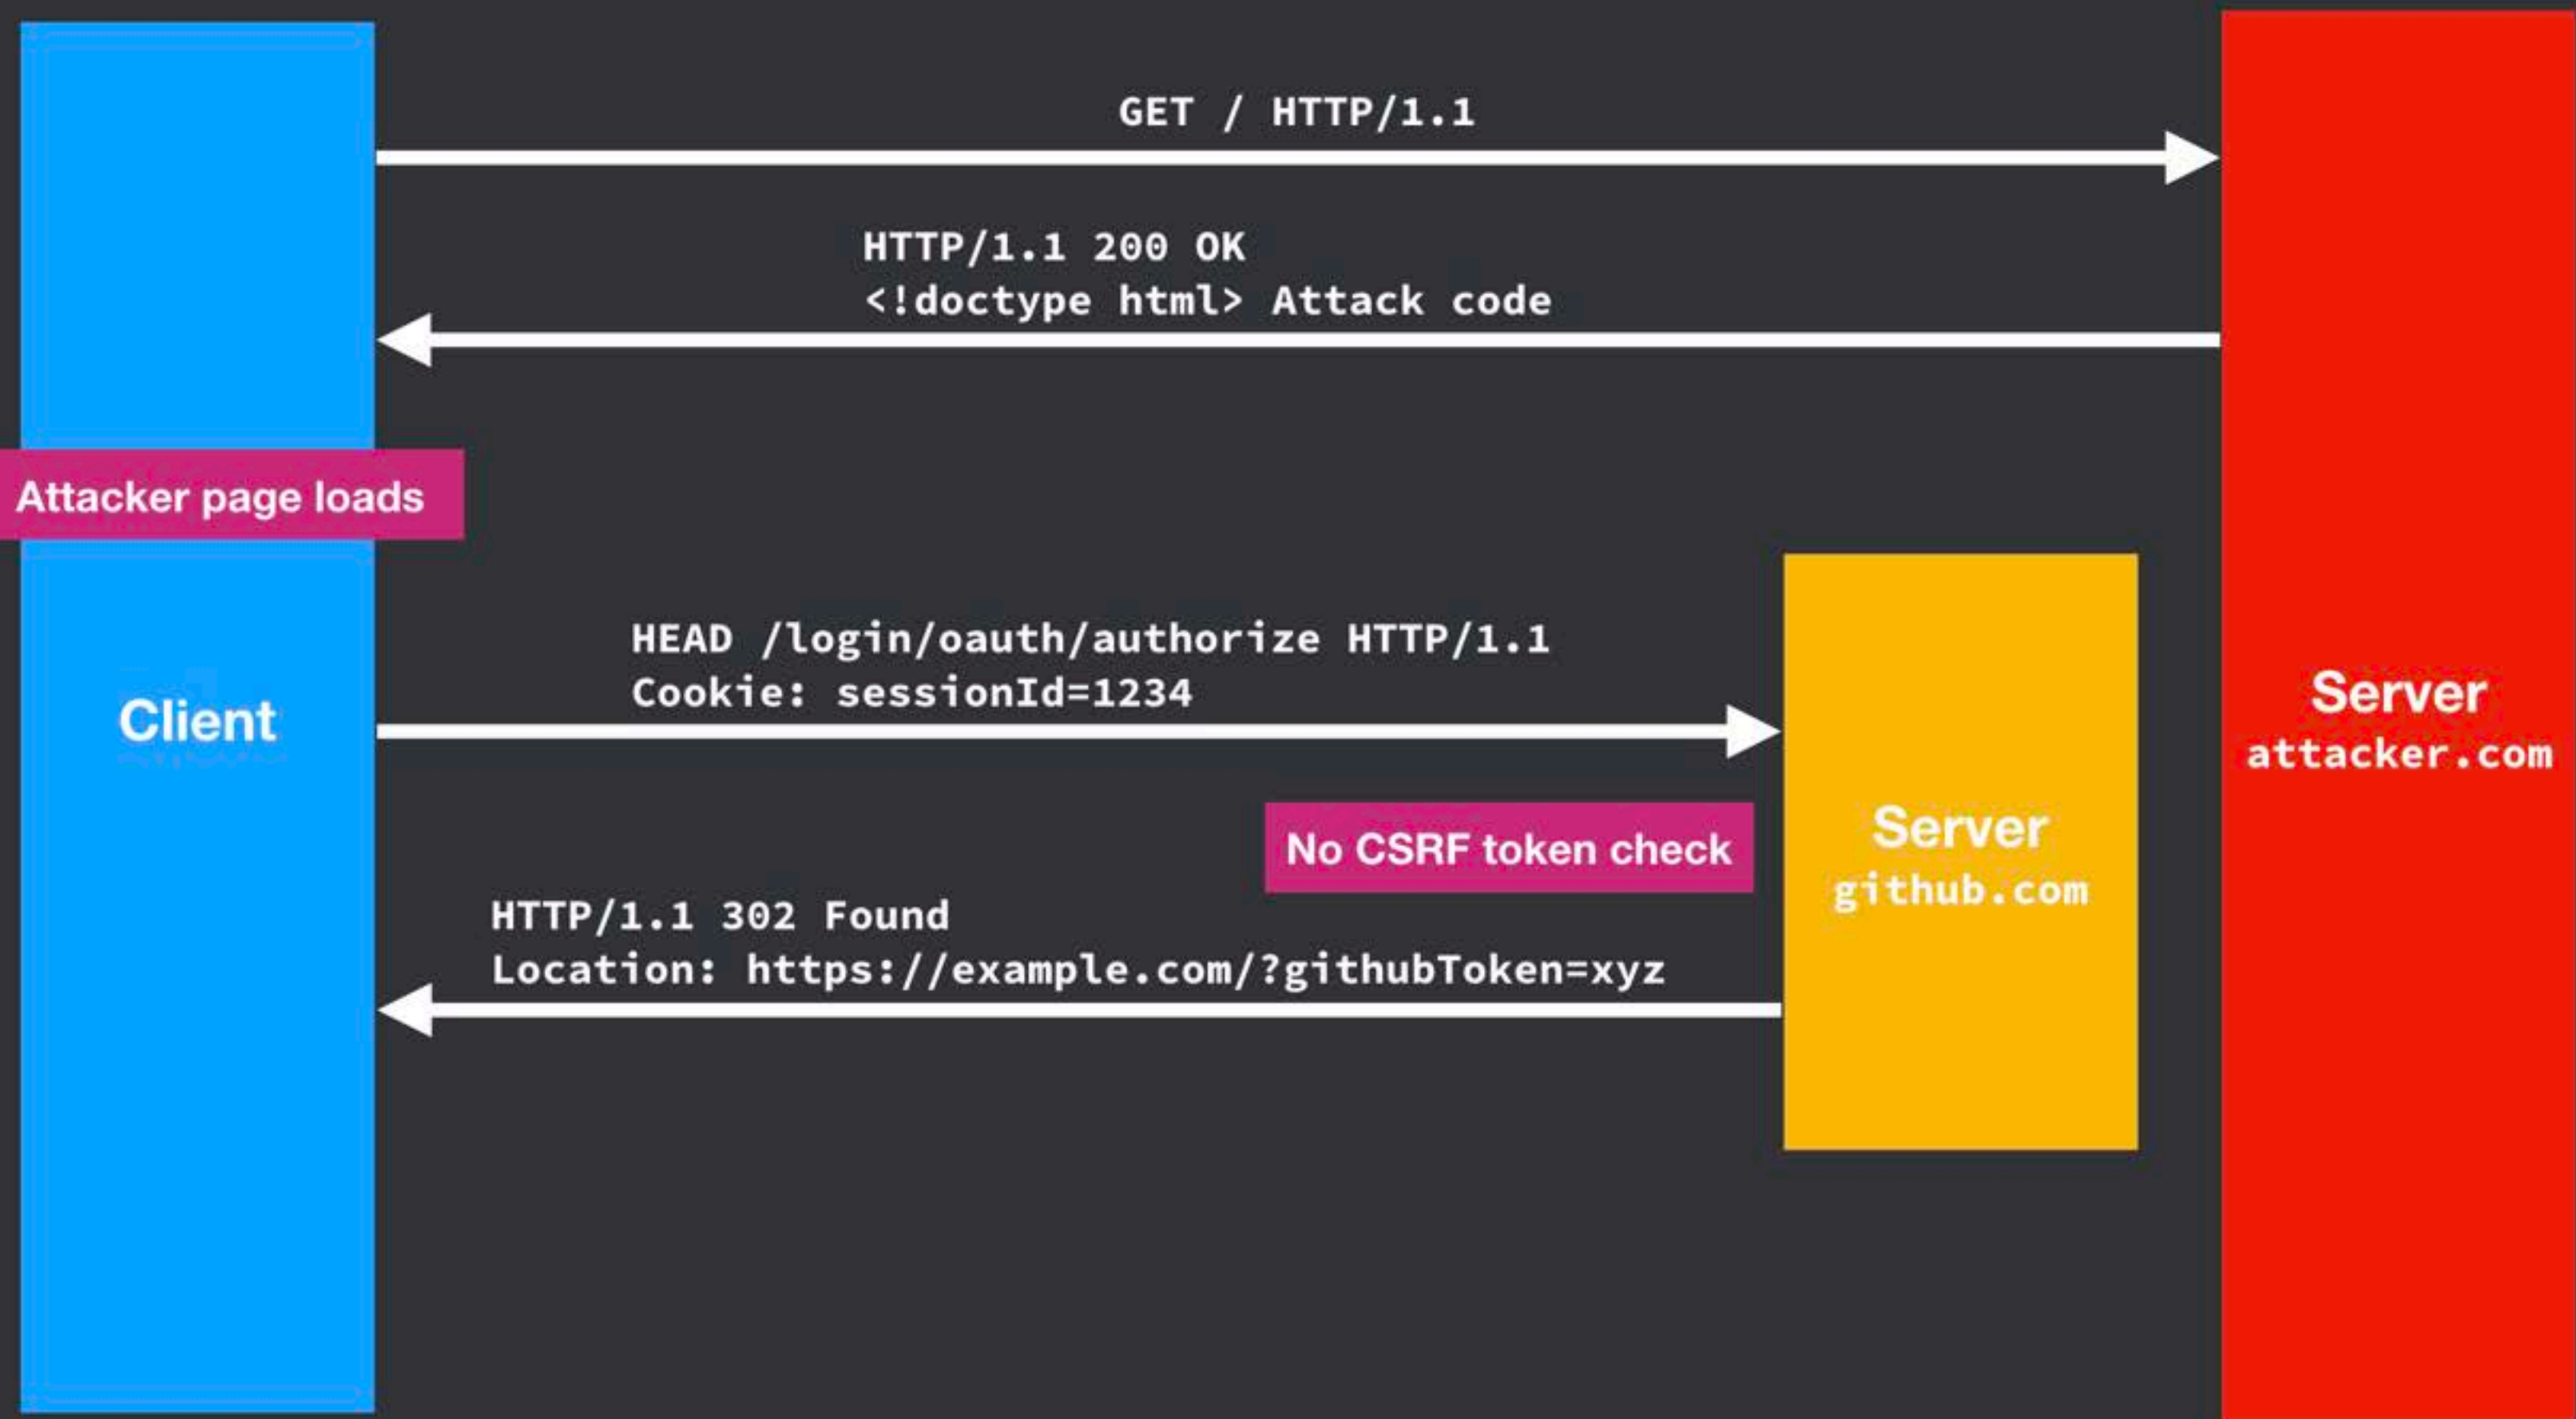 GET / HTTP/1.1
HTTP/1.1 200 OK
<!doctype html> Attack code
Attacker page loads
HEAD /login/oauth/authorize HTTP/1.1
Cookie: sessionId=1234
Client
Server
attacker.com
No CSRF token check
Server
github.com
HTTP/1.1 302 Found
Location: https://example.com/?githubToken=xyz